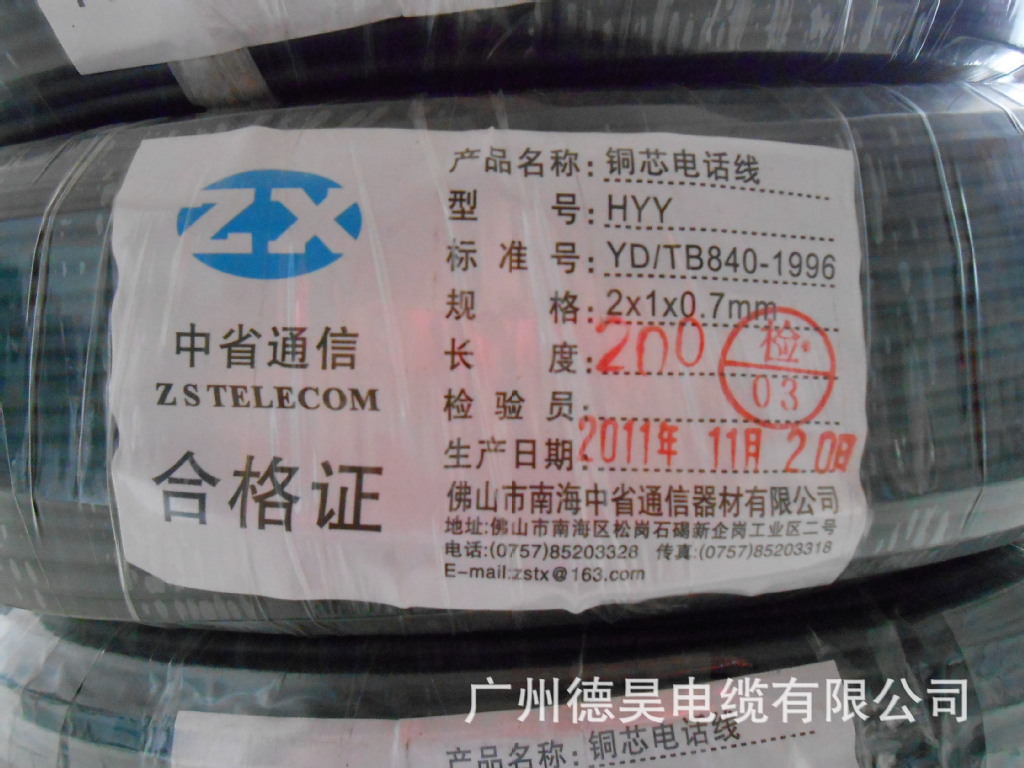 ZX
中省通信
ZSTELECOM
合格证
产品名称:铜芯电话线
型 号:HYY
标 准 号:YD/TB840-1996
规 格:2x1x0.7mm
长 度:200
检 验 员:
检
03
生产日期:2011年 11月 20日
佛山市南海中省通信器材有限公司
地址:佛山市南海区松岗石碣新企岗工业区二号
电话:(0757)85203328 传真:(0757)85203318
E-mail:zstx@163.com
广州德昊电缆有限公司
产品名称:铜芯电话线